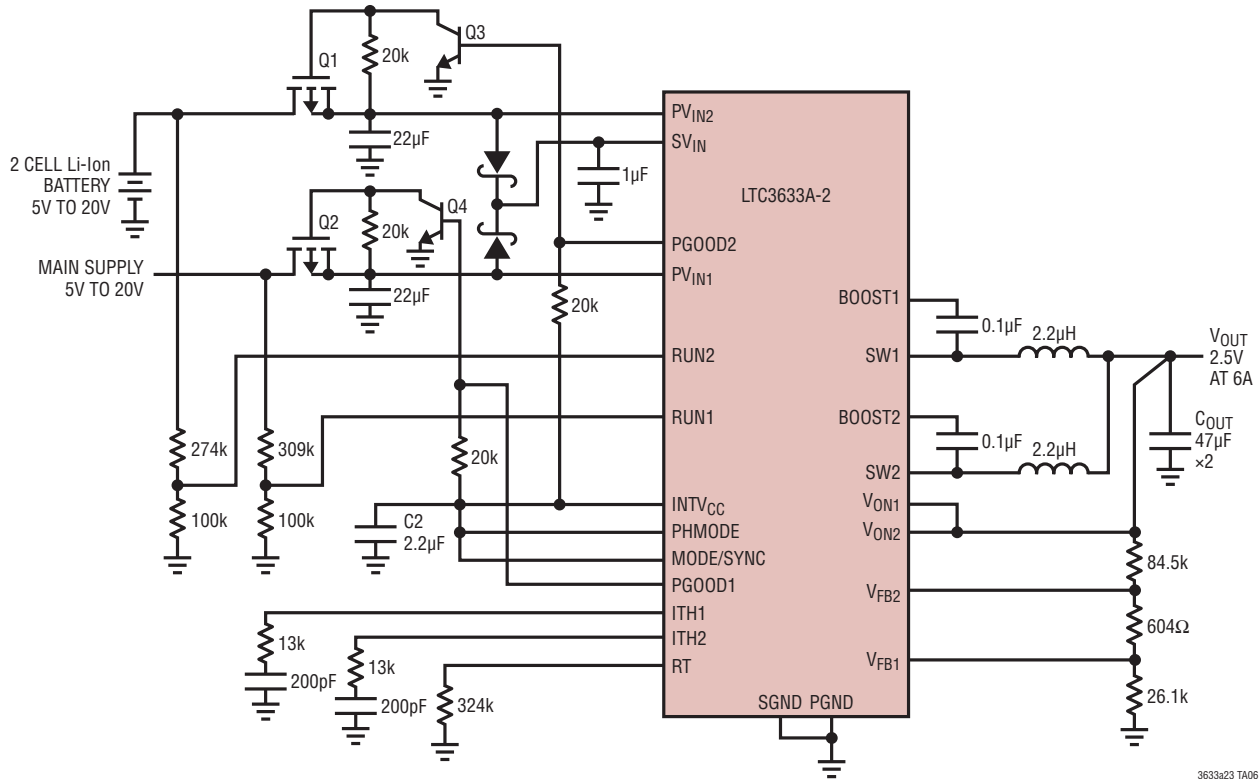 Q3
20k
Q1
PVIN2
22µF
SVIN
1µF
2 CELL Li-Ion
BATTERY
5V TO 20V
LTC3633A-2
Q4
Q2
20k
PGOOD2
MAIN SUPPLY
5V TO 20V
PVIN1
22µF
20k
BOOST1
0.1µF
2.2µH
VOUT
2.5V
AT 6A
RUN2
SW1
RUN1
BOOST2
COUT
47µF
×2
274k
309k
20k
0.1µF
2.2µH
SW2
100k
100k
C2
2.2µF
INTVCC
VON1
PHMODE
VON2
MODE/SYNC
84.5k
PGOOD1
VFB2
ITH1
604Ω
13k
ITH2
13k
RT
VFB1
200pF
26.1k
200pF
324k
SGND PGND
3633a23 TA06